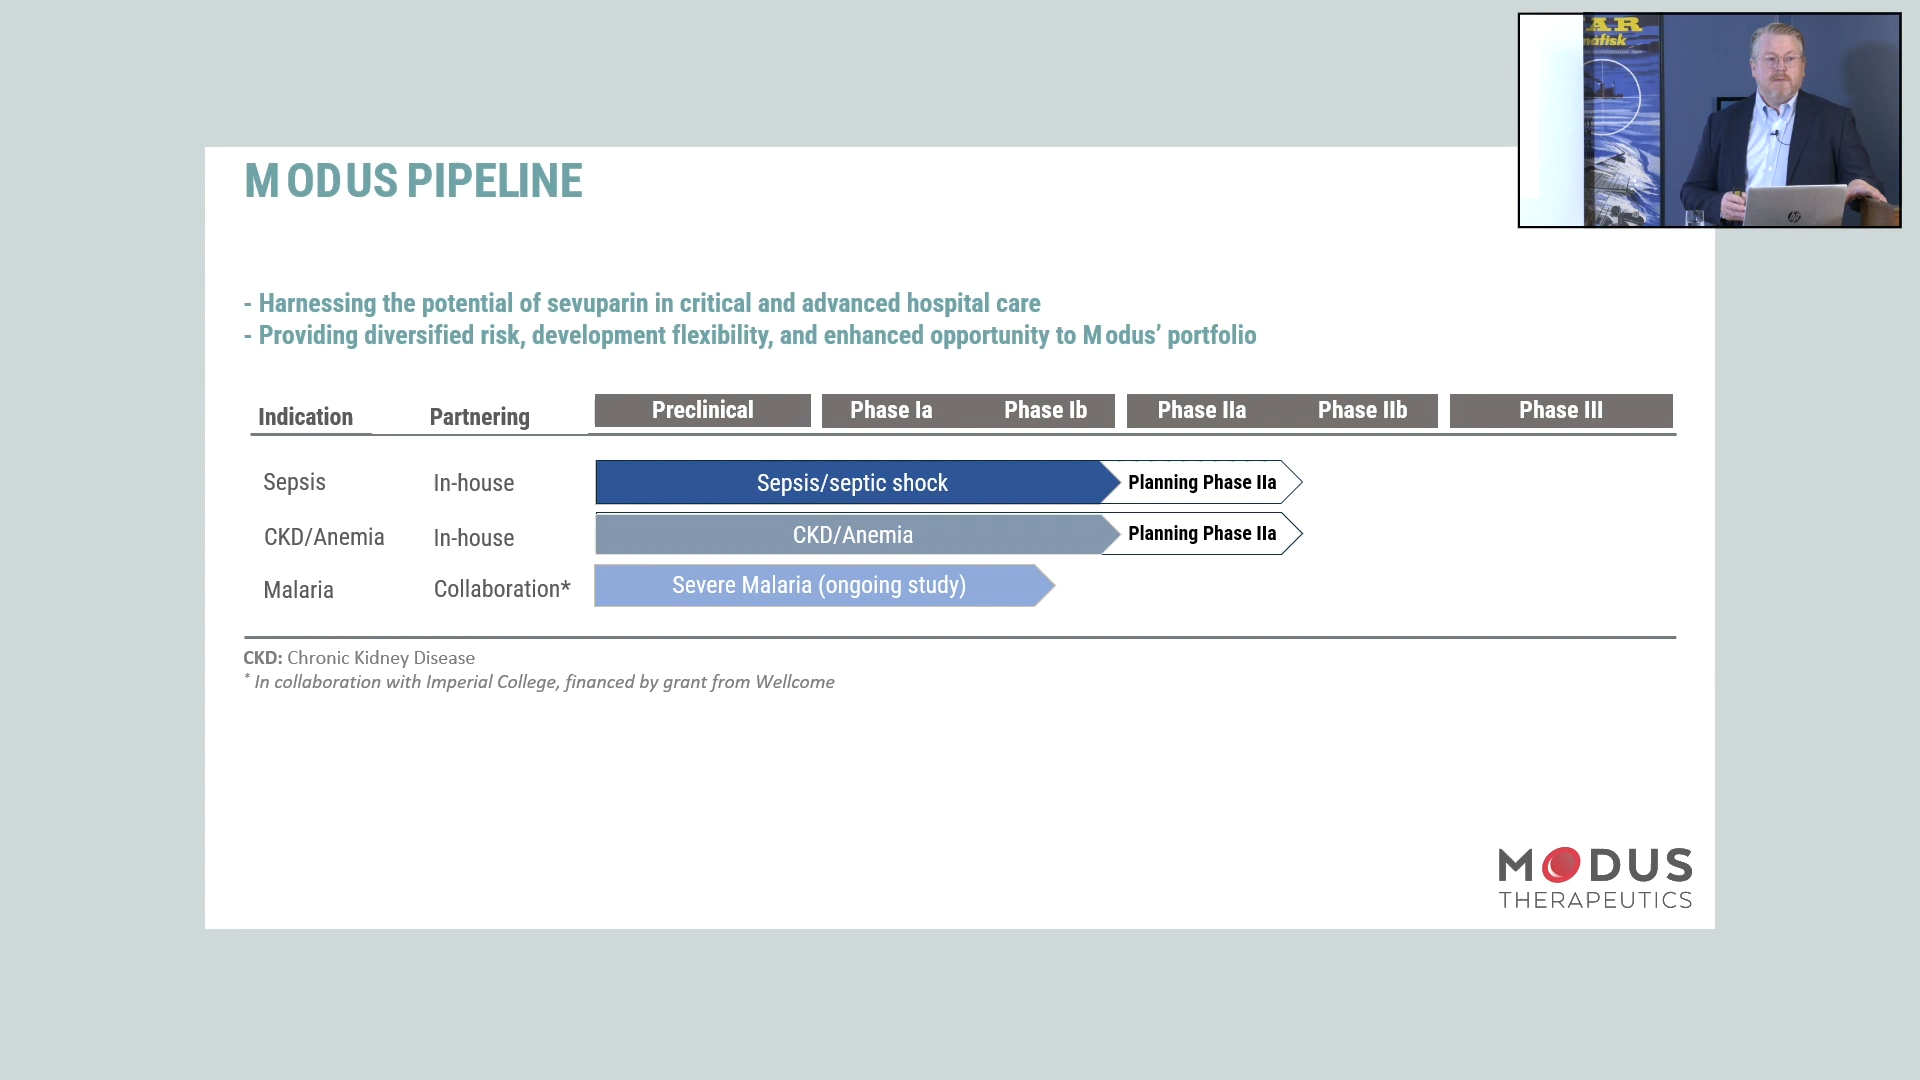 MODUS PIPELINE
- Harnessing the potential of sevuparin in critical and advanced hospital care
- Providing diversified risk, development flexibility, and enhanced opportunity to Modus’ portfolio
Indication Partnering Preclinical Phase Ia Phase Ib Phase IIa Phase IIb Phase III
Sepsis In-house Sepsis/septic shock Planning Phase IIa
CKD/Anemia In-house CKD/Anemia Planning Phase IIa
Malaria Collaboration* Severe Malaria (ongoing study)
CKD: Chronic Kidney Disease
* In collaboration with Imperial College, financed by grant from Wellcome
MODUS
THERAPEUTICS
AR
hp